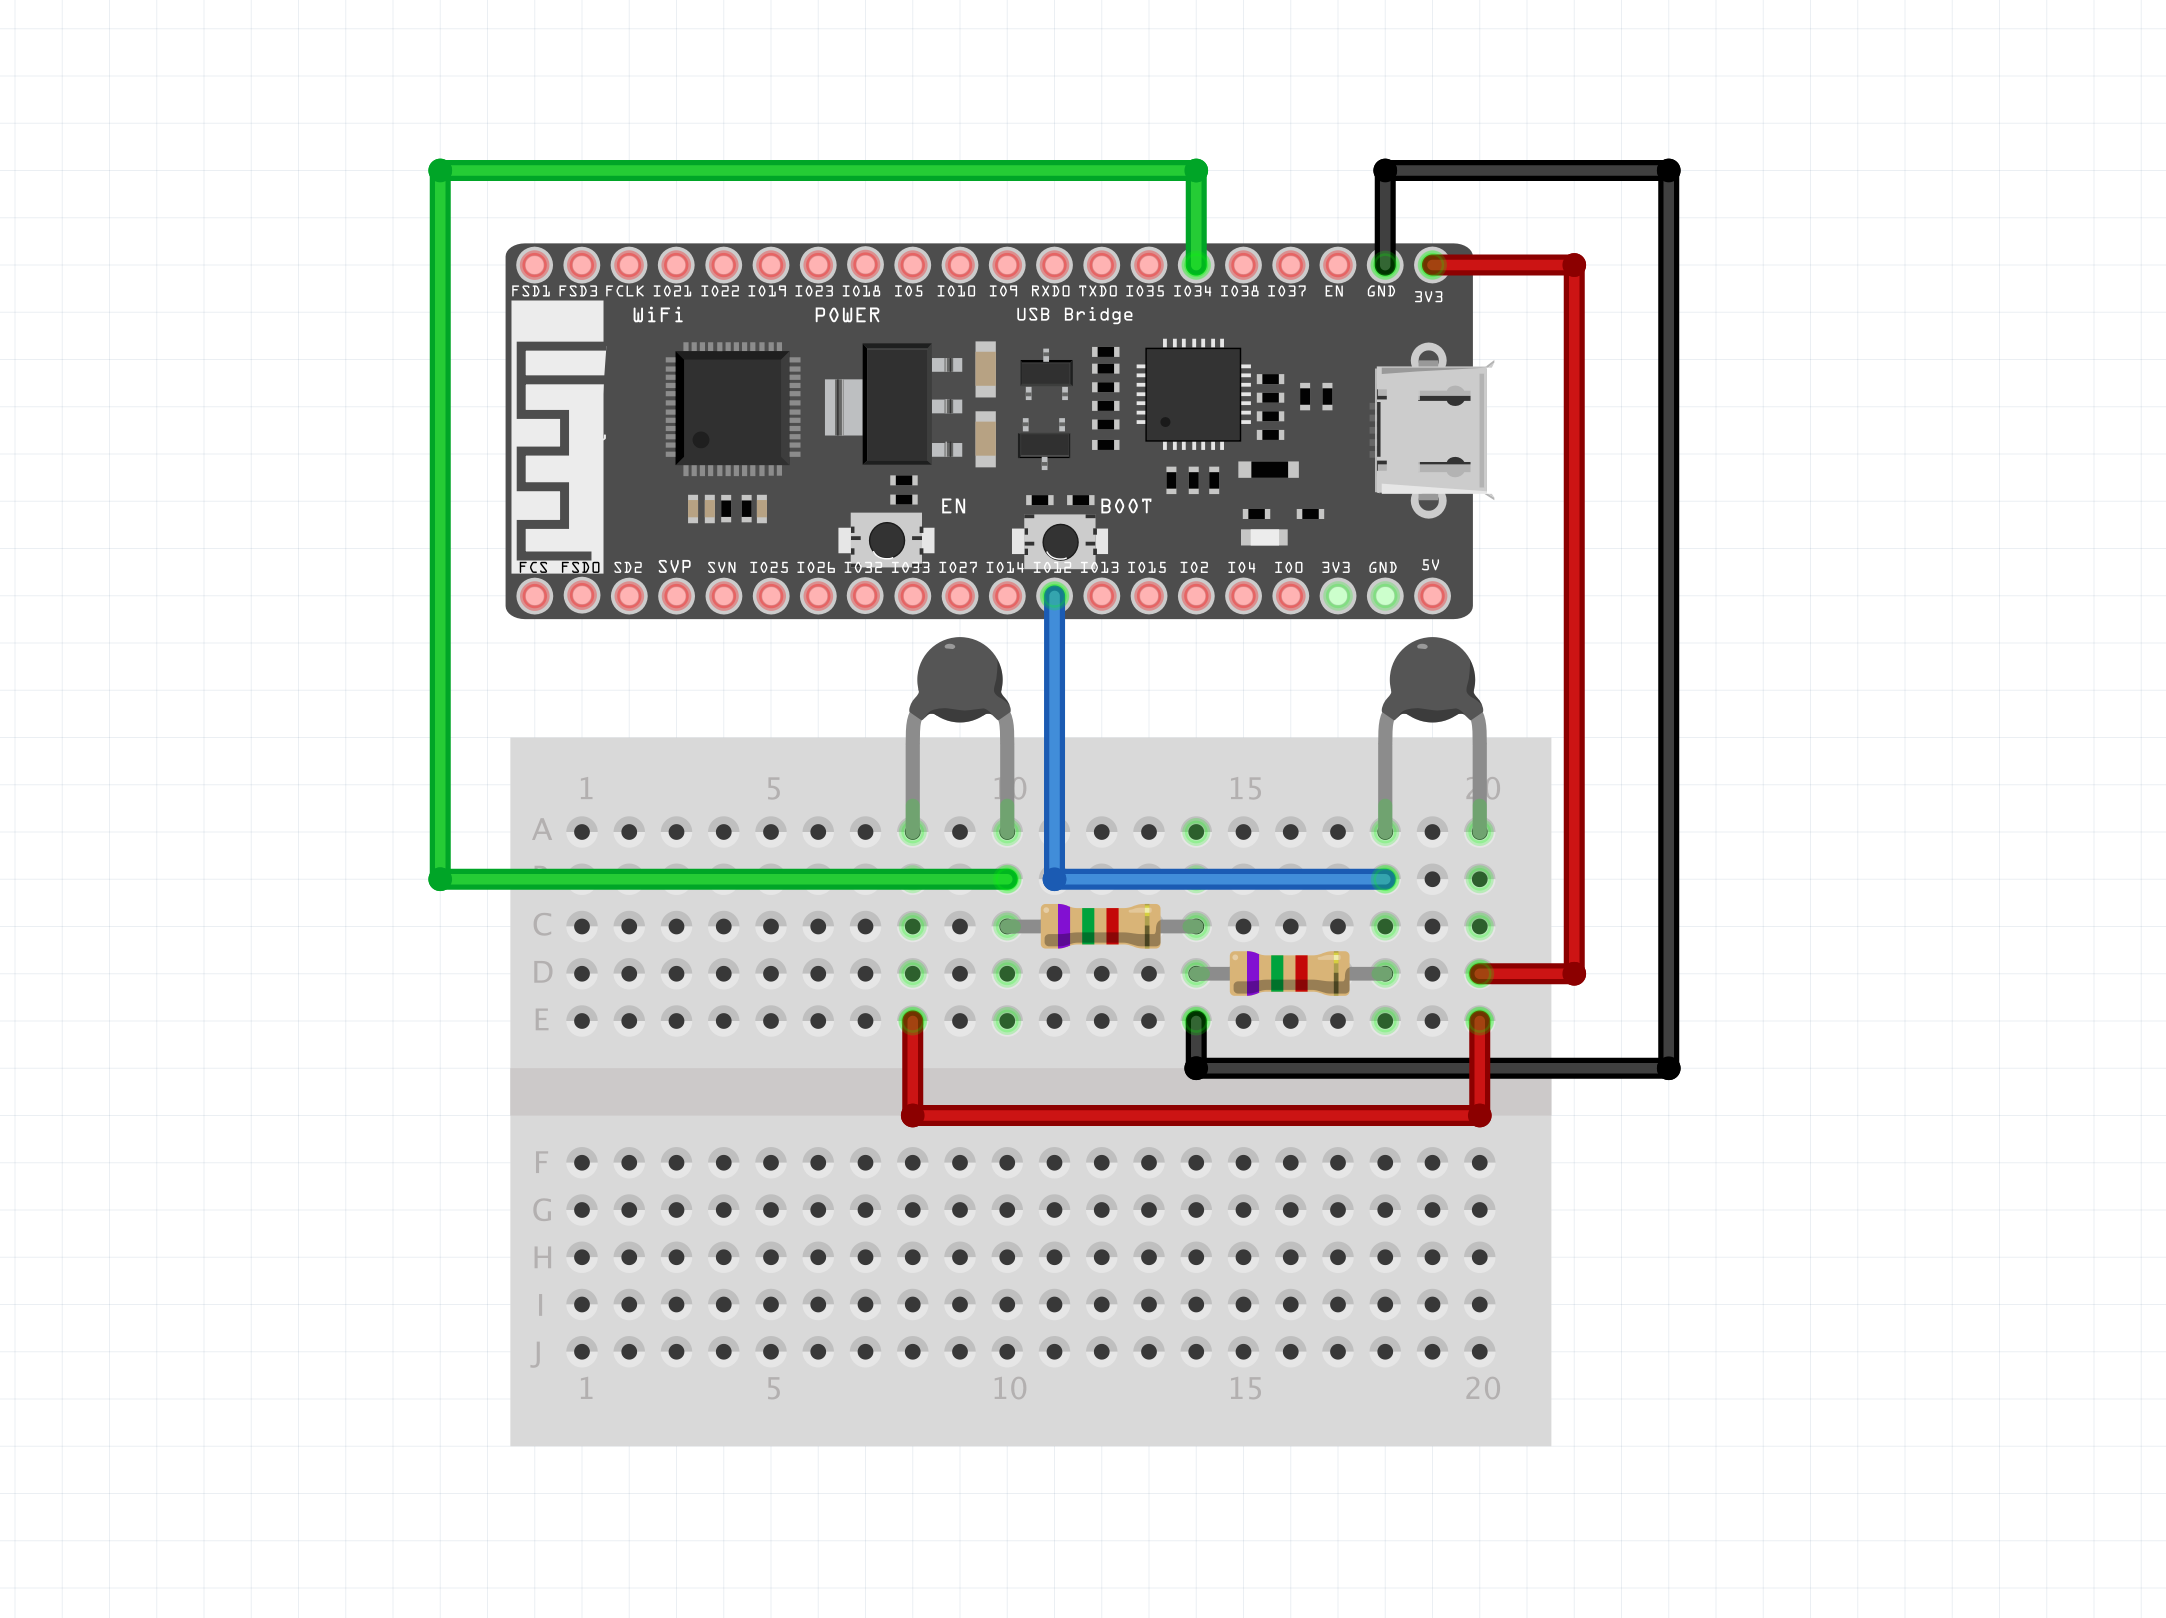 FSD1 FSD3 FCLK IO21 IO22 IO19 IO23 IO18 IO5 IO10 IO9 RXD0 TXD0 IO35 IO34 IO38 IO37 EN GND 3V3
WiFi POWER USB Bridge
EN BOOT
FCS FSD0 SD2 SVP SVN IO25 IO26 IO32 IO33 IO27 IO14 IO12 IO13 IO15 IO2 IO4 IO0 3V3 GND 5V
1 5 10 15 20
A
C
D
E
F
G
H
I
J
1 5 10 15 20